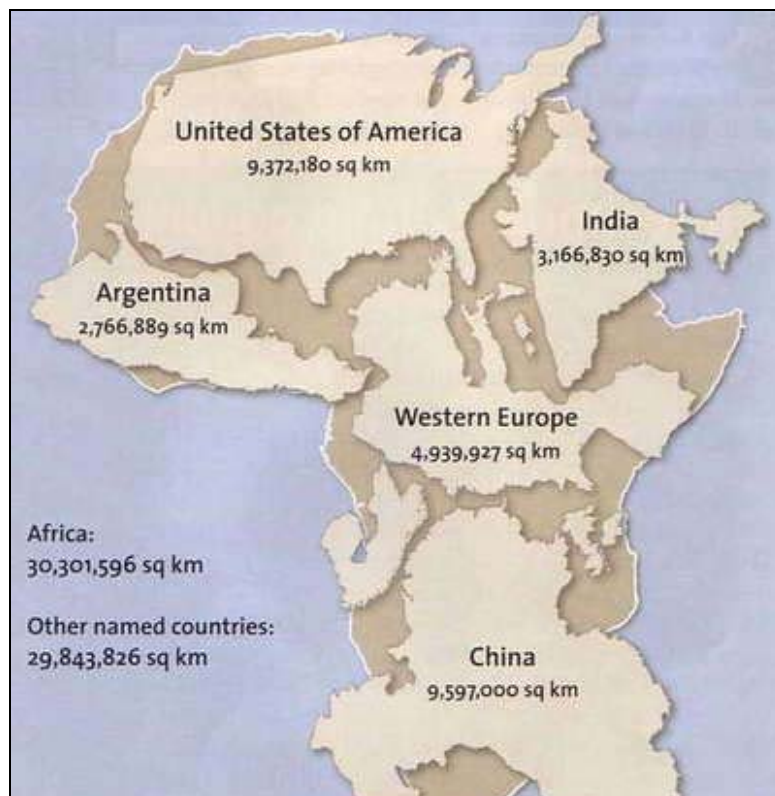 United States of America
9,372,180 sq km
India
3,166,830 sq km
Argentina
2,766,889 sq km
Western Europe
4,939,927 sq km
Africa:
30,301,596 sq km
Other named countries:
29,843,826 sq km
China
9,597,000 sq km